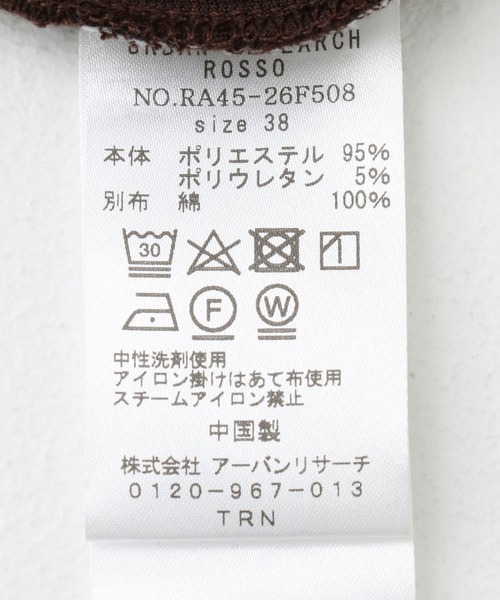 ROSSO
NO.RA45-26F508
size 38
本体 ポリエステル 95%
ポリウレタン 5%
別布 綿 100%
30
F W
中性洗剤使用
アイロン掛けはあて布使用
スチームアイロン禁止
中国製
株式会社 アーバンリサーチ
0120-967-013
TRN